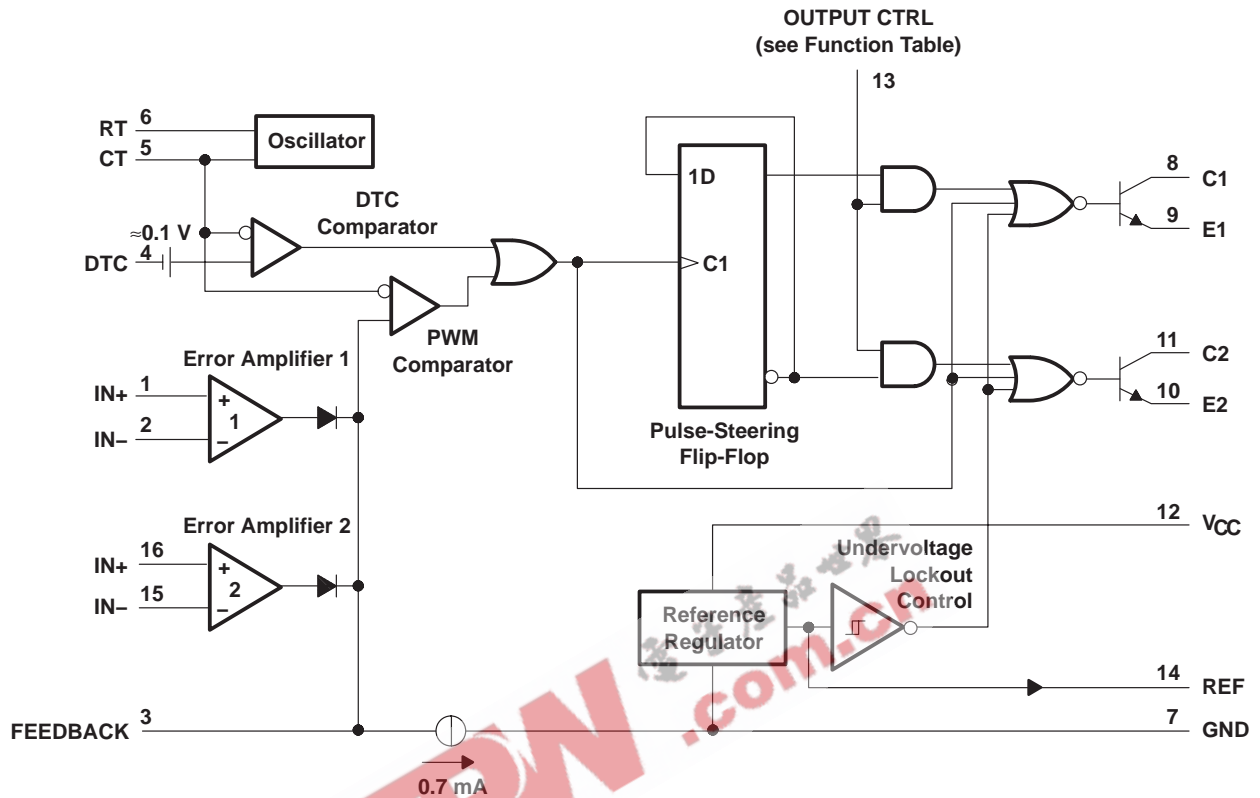 OUTPUT CTRL
(see Function Table)
13
RT 6
CT 5
Oscillator
DTC
Comparator
≈0.1 V
DTC 4
PWM
Comparator
1D
C1
Pulse-Steering
Flip-Flop
8 C1
9 E1
11 C2
10 E2
Error Amplifier 1
IN+ 1
IN− 2
+
1
−
Error Amplifier 2
IN+ 16
IN− 15
+
2
−
12 VCC
Undervoltage
Lockout
Control
Reference
Regulator
14 REF
7 GND
FEEDBACK 3
0.7 mA
.com.cn